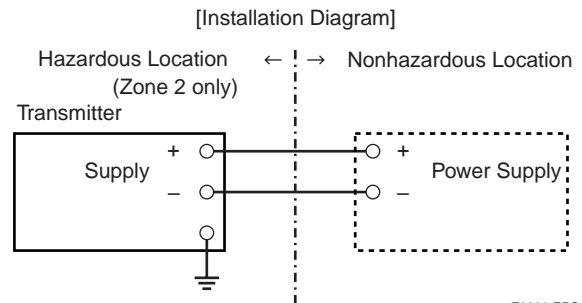 [Installation Diagram]
Hazardous Location ← → Nonhazardous Location
(Zone 2 only)
Transmitter
+ +
Supply Power Supply
– –